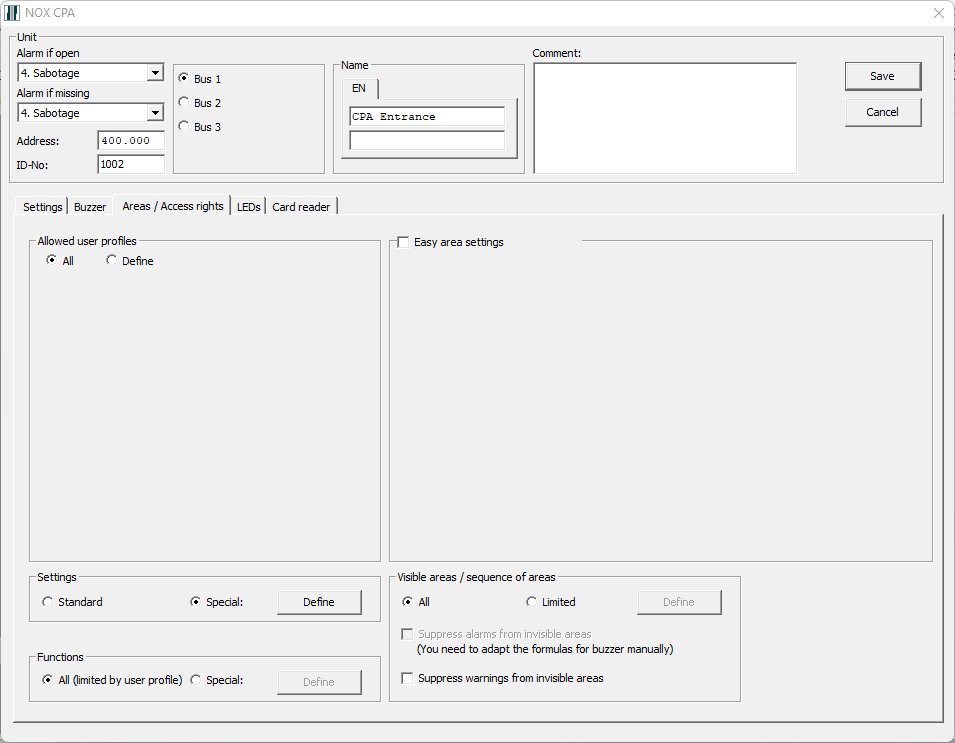 NOX CPA
Unit
Alarm if open
4. Sabotage
Alarm if missing
4. Sabotage
Address: 400.000
ID-No: 1002
Bus 1
Bus 2
Bus 3
Name
EN
CPA Entrance
Comment:
Save
Cancel
Settings Buzzer Areas / Access rights LEDs Card reader
Allowed user profiles
All Define
Easy area settings
Settings
Standard Special: Define
Functions
All (limited by user profile) Special: Define
Visible areas / sequence of areas
All Limited Define
Suppress alarms from invisible areas
(You need to adapt the formulas for buzzer manually)
Suppress warnings from invisible areas